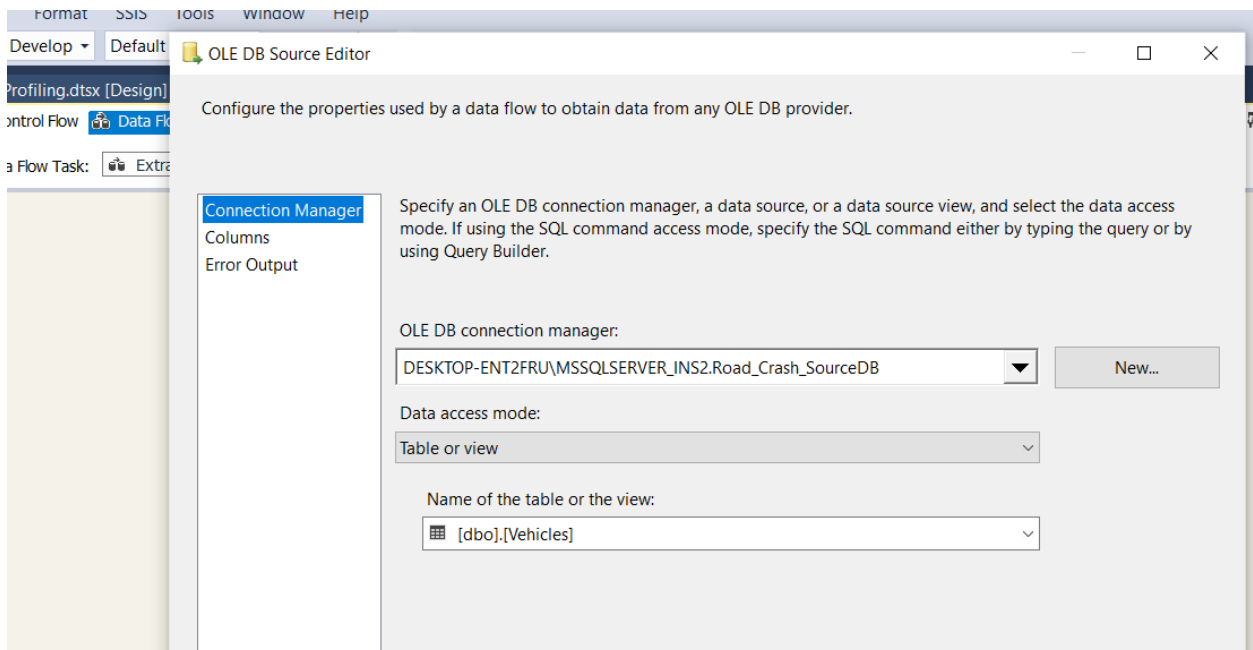 Format SSIS Tools Window Help
Develop Default
OLE DB Source Editor
Profiling.dtsx [Design]
Configure the properties used by a data flow to obtain data from any OLE DB provider.
ontrol Flow Data Flo
a Flow Task: Extra
Connection Manager
Columns
Error Output
Specify an OLE DB connection manager, a data source, or a data source view, and select the data access
mode. If using the SQL command access mode, specify the SQL command either by typing the query or by
using Query Builder.
OLE DB connection manager:
DESKTOP-ENT2FRU\MSSQLSERVER_INS2.Road_Crash_SourceDB
New...
Data access mode:
Table or view
Name of the table or the view:
[dbo].[Vehicles]